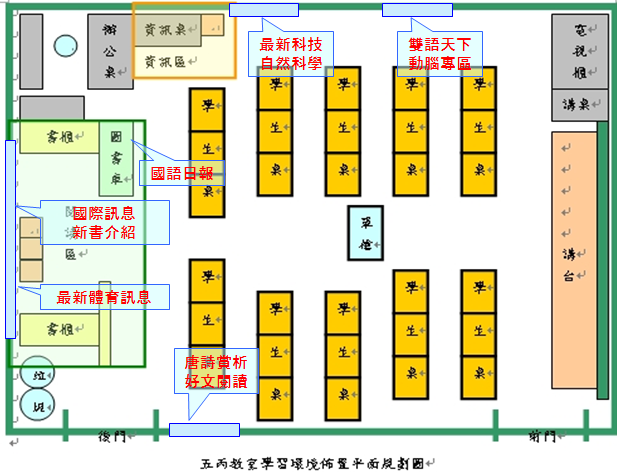 最新科技
自然科學
雙語天下
動腦專區
資訊桌
資訊區
辦公桌
電視櫃
講桌
書櫃
圖書車
國語日報
國際訊息
新書介紹
區
最新體育訊息
書櫃
學生桌
學生桌
學生桌
學生桌
學生桌
單槍
講台
學生桌
學生桌
學生桌
學生桌
學生桌
唐詩賞析
好文閱讀
垃圾
後門
前門
五丙教室學習環境佈置平面規劃圖